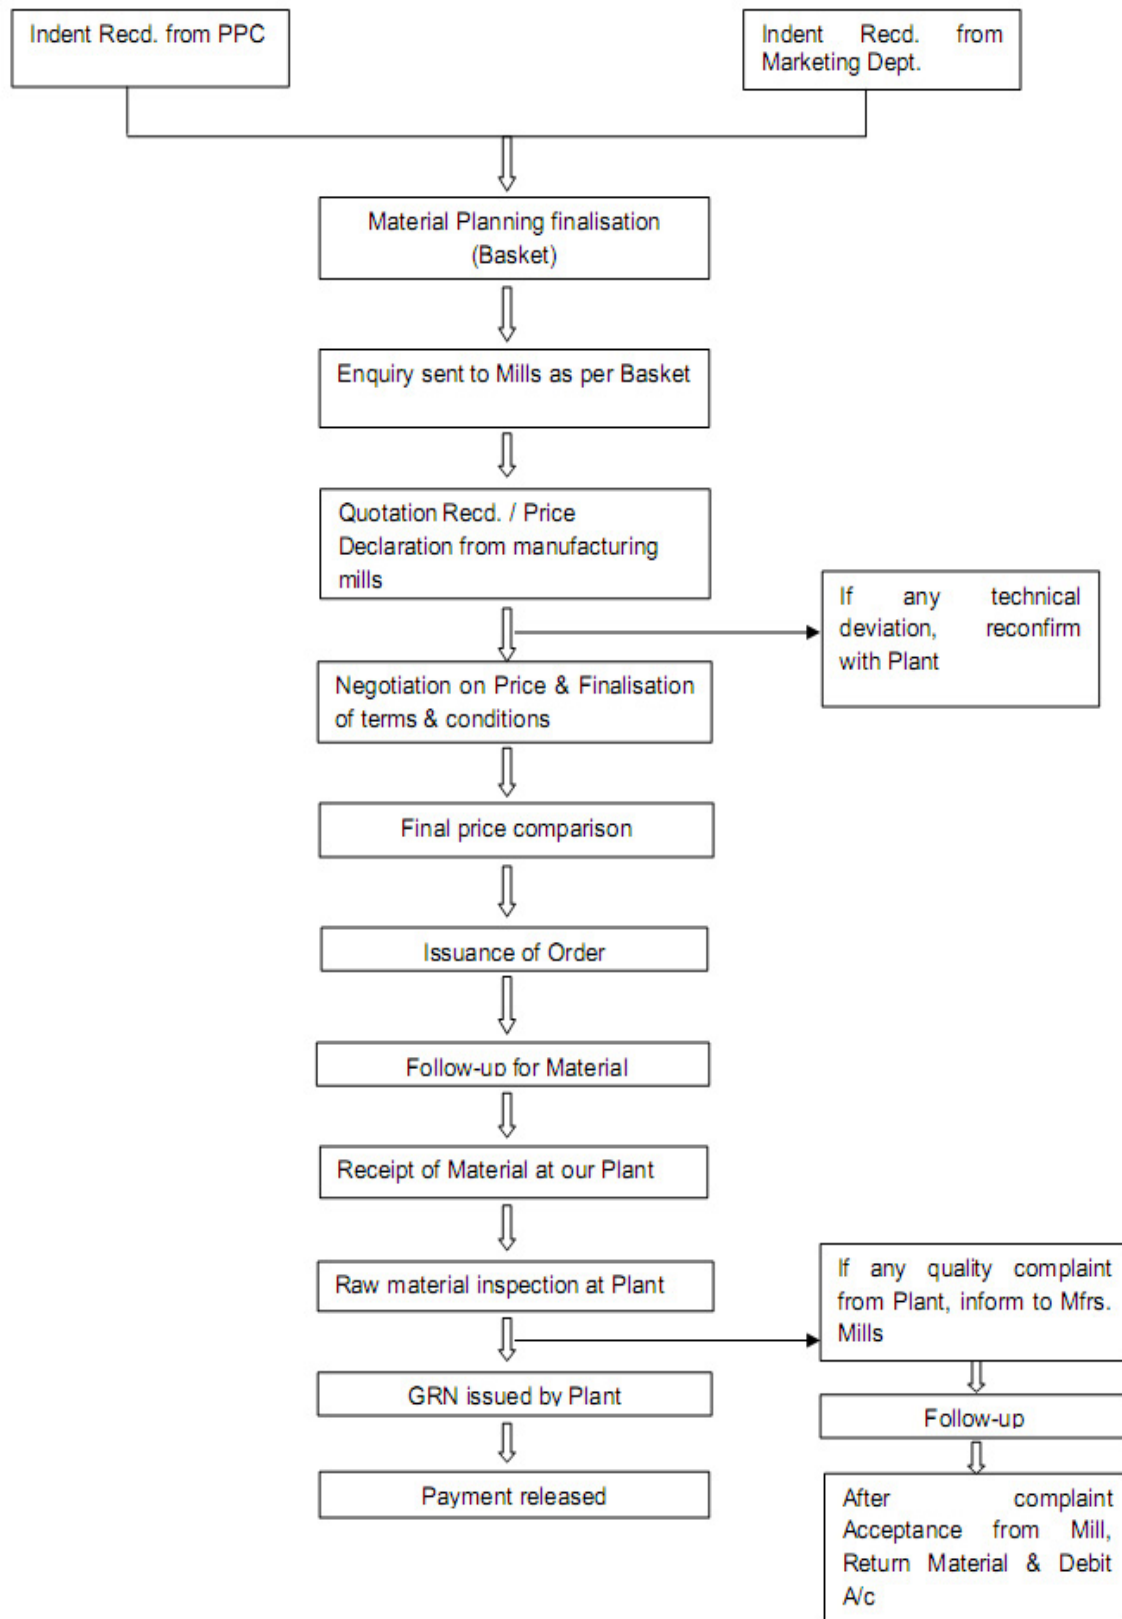 Indent Recd. from PPC
Indent Recd. from
Marketing Dept.
Material Planning finalisation
(Basket)
Enquiry sent to Mills as per Basket
Quotation Recd. / Price
Declaration from manufacturing
mills
If any technical
deviation, reconfirm
with Plant
Negotiation on Price & Finalisation
of terms & conditions
Final price comparison
Issuance of Order
Follow-up for Material
Receipt of Material at our Plant
Raw material inspection at Plant
If any quality complaint
from Plant, inform to Mfrs.
Mills
GRN issued by Plant
Follow-up
Payment released
After complaint
Acceptance from Mill,
Return Material & Debit
A/c